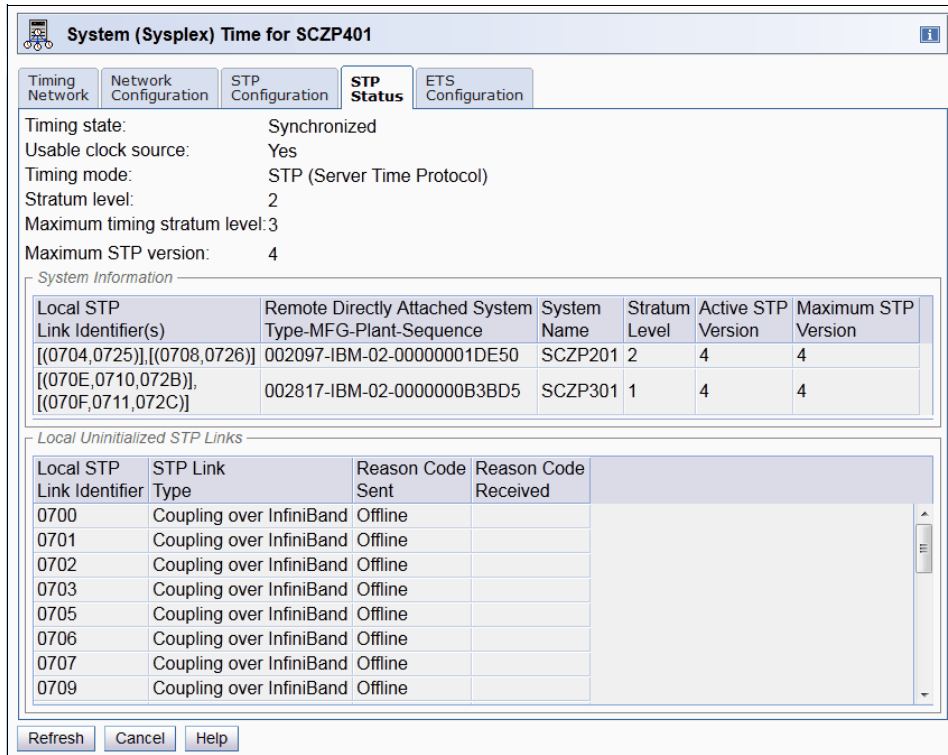 System (Sysplex) Time for SCZP401
Timing Network
Network Configuration
STP Configuration
STP Status
ETS Configuration
Timing state: Synchronized
Usable clock source: Yes
Timing mode: STP (Server Time Protocol)
Stratum level: 2
Maximum timing stratum level: 3
Maximum STP version: 4
System Information
Local STP Link Identifier(s) Remote Directly Attached System Type-MFG-Plant-Sequence System Name Stratum Level Active STP Version Maximum STP Version
[(0704,0725)],[(0708,0726)] 002097-IBM-02-00000001DE50 SCZP201 2 4 4
[(070E,0710,072B)], [(070F,0711,072C)] 002817-IBM-02-0000000B3BD5 SCZP301 1 4 4
Local Uninitialized STP Links
Local STP Link Identifier STP Link Type Reason Code Sent Reason Code Received
0700 Coupling over InfiniBand Offline
0701 Coupling over InfiniBand Offline
0702 Coupling over InfiniBand Offline
0703 Coupling over InfiniBand Offline
0705 Coupling over InfiniBand Offline
0706 Coupling over InfiniBand Offline
0707 Coupling over InfiniBand Offline
0709 Coupling over InfiniBand Offline
Refresh Cancel Help